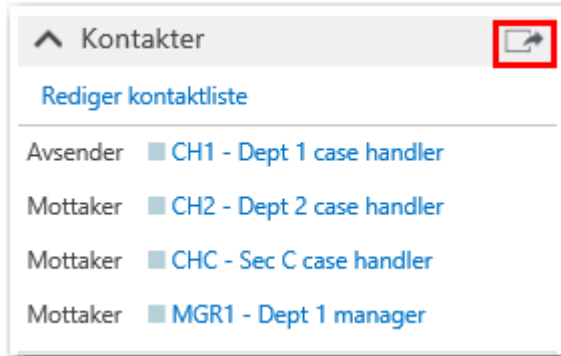 Kontakter
Rediger kontaktliste
Avsender CH1 - Dept 1 case handler
Mottaker CH2 - Dept 2 case handler
Mottaker CHC - Sec C case handler
Mottaker MGR1 - Dept 1 manager